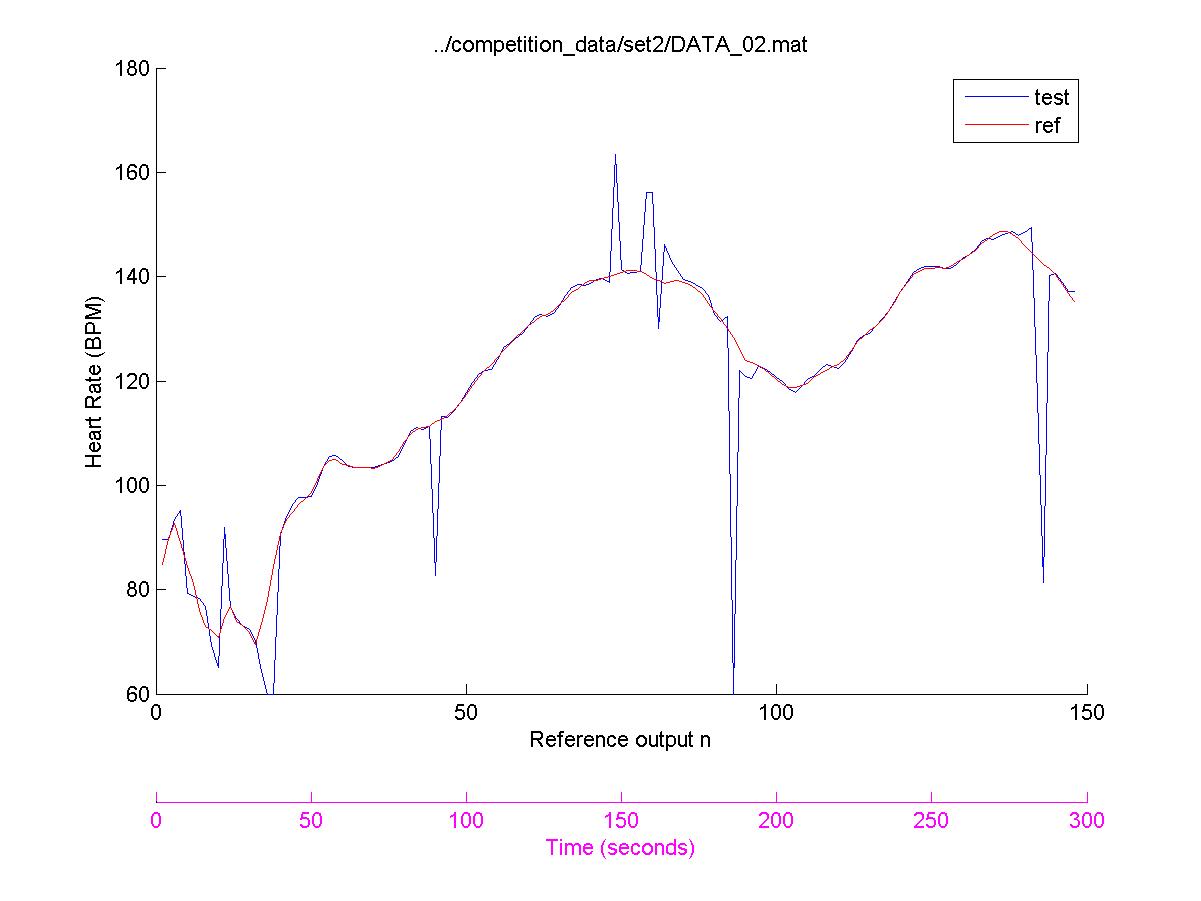 ../competition_data/set2/DATA_02.mat
180
160
140
120
100
80
60
Heart Rate (BPM)
test
ref
0 50 100 150
Reference output n
0 50 100 150 200 250 300
Time (seconds)